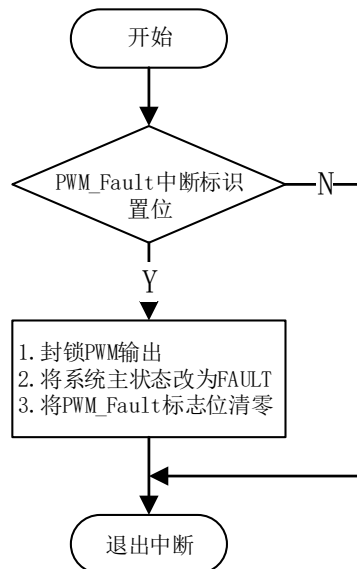 开始
PWM_Fault中断标识
置位
N
Y
1.封锁PWM输出
2.将系统主状态改为FAULT
3.将PWM_Fault标志位清零
退出中断